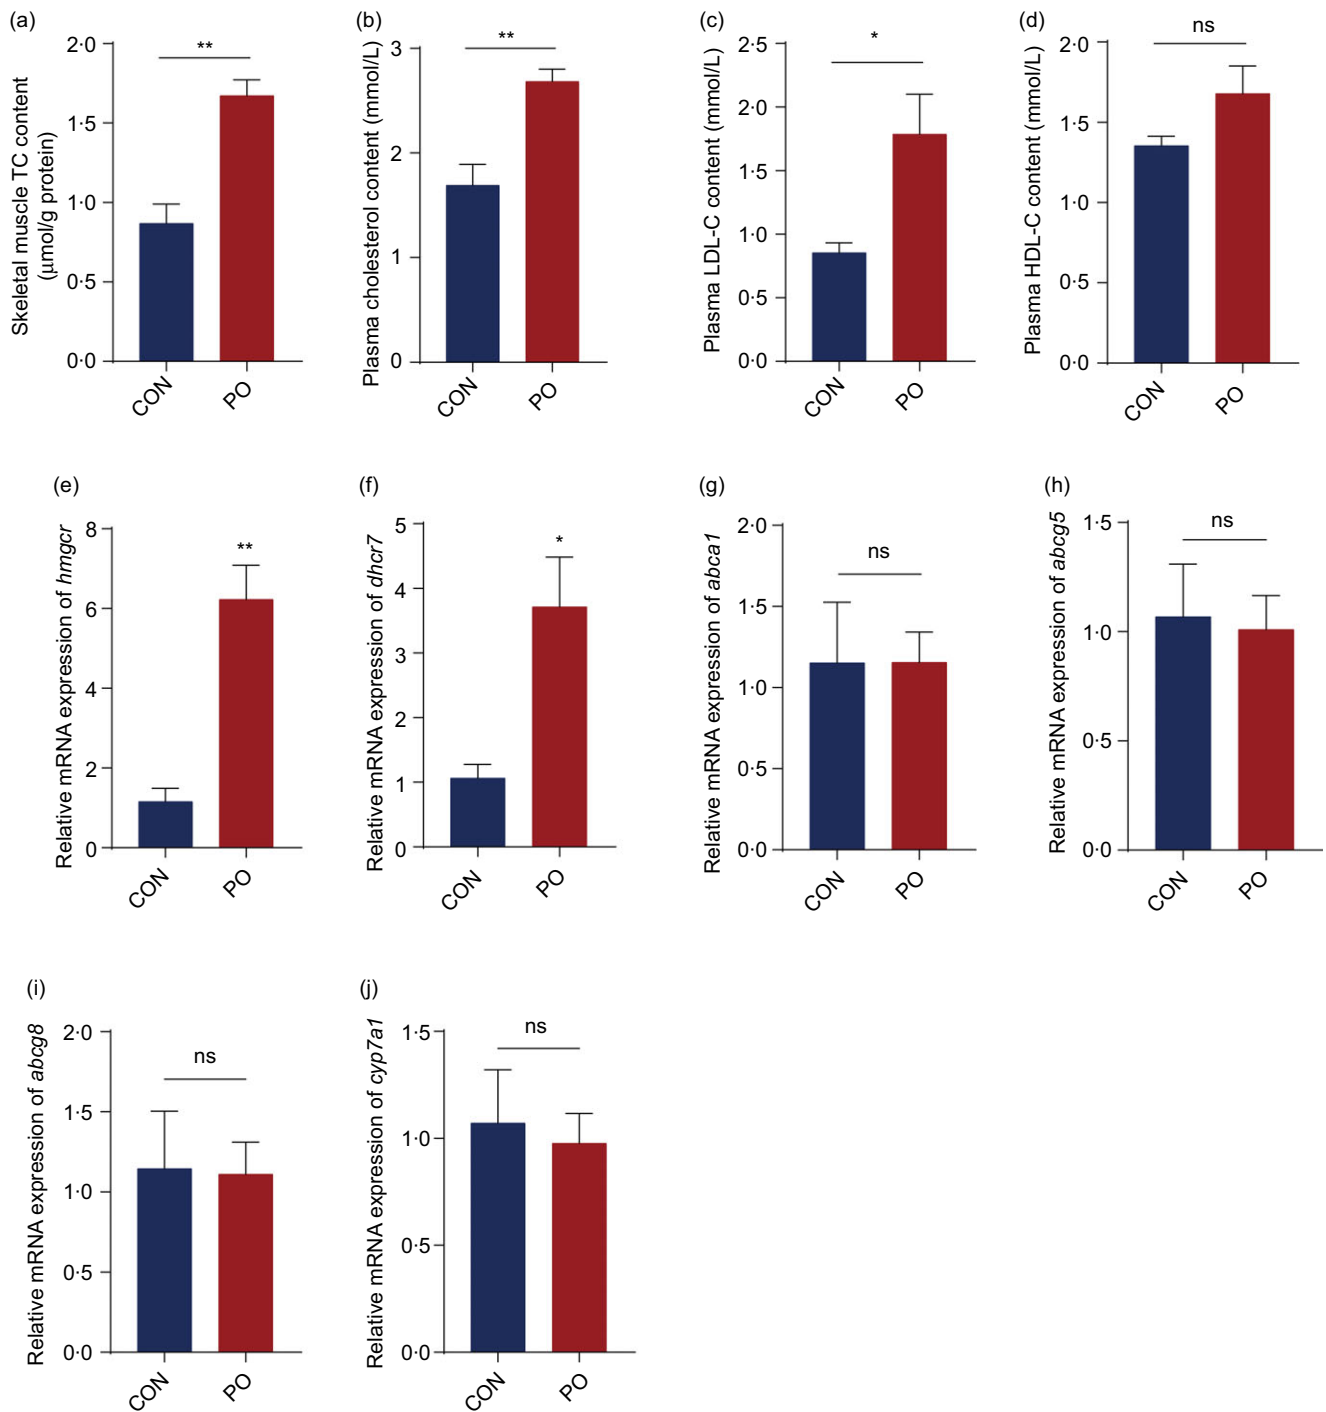 (a)
Skeletal muscle TC content
(μmol/g protein)
2·0
1·5
1·0
0·5
0·0
**
CON
PO
(b)
Plasma cholesterol content (mmol/L)
3
2
1
0
**
CON
PO
(c)
Plasma LDL-C content (mmol/L)
2·5
2·0
1·5
1·0
0·5
0·0
*
CON
PO
(d)
Plasma HDL-C content (mmol/L)
2·0
1·5
1·0
0·5
0·0
ns
CON
PO
(e)
Relative mRNA expression of hmgcr
8
6
4
2
0
**
CON
PO
(f)
Relative mRNA expression of dhcr7
5
4
3
2
1
0
*
CON
PO
(g)
Relative mRNA expression of abca1
2·0
1·5
1·0
0·5
0·0
ns
CON
PO
(h)
Relative mRNA expression of abcg5
1·5
1·0
0·5
0·0
ns
CON
PO
(i)
Relative mRNA expression of abcg8
2·0
1·5
1·0
0·5
0·0
ns
CON
PO
(j)
Relative mRNA expression of cyp7a1
1·5
1·0
0·5
0·0
ns
CON
PO